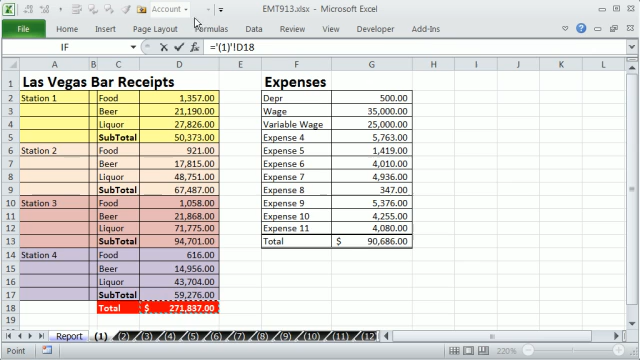 Account
EMT913.xlsx - Microsoft Excel
File Home Insert Page Layout Formulas Data Review View Developer Add-Ins
IF fx ='(1)'!D18
A B C D E F G H I J K L
1 Las Vegas Bar Receipts Expenses
2 Station 1 Food 1,357.00 Depr 500.00
3 Beer 21,190.00 Wage 35,000.00
4 Liquor 27,826.00 Variable Wage 25,000.00
5 SubTotal 50,373.00 Expense 4 5,763.00
6 Station 2 Food 921.00 Expense 5 1,419.00
7 Beer 17,815.00 Expense 6 4,010.00
8 Liquor 48,751.00 Expense 7 4,936.00
9 SubTotal 67,487.00 Expense 8 347.00
10 Station 3 Food 1,058.00 Expense 9 5,376.00
11 Beer 21,868.00 Expense 10 4,255.00
12 Liquor 71,775.00 Expense 11 4,080.00
13 SubTotal 94,701.00 Total $ 90,686.00
14 Station 4 Food 616.00
15 Beer 14,956.00
16 Liquor 43,704.00
17 SubTotal 59,276.00
18 Total $ 271,837.00
19
Report (1) (2) (3) (4) (5) (6) (7) (8) (9) (10) (11) (12)
Point 220%